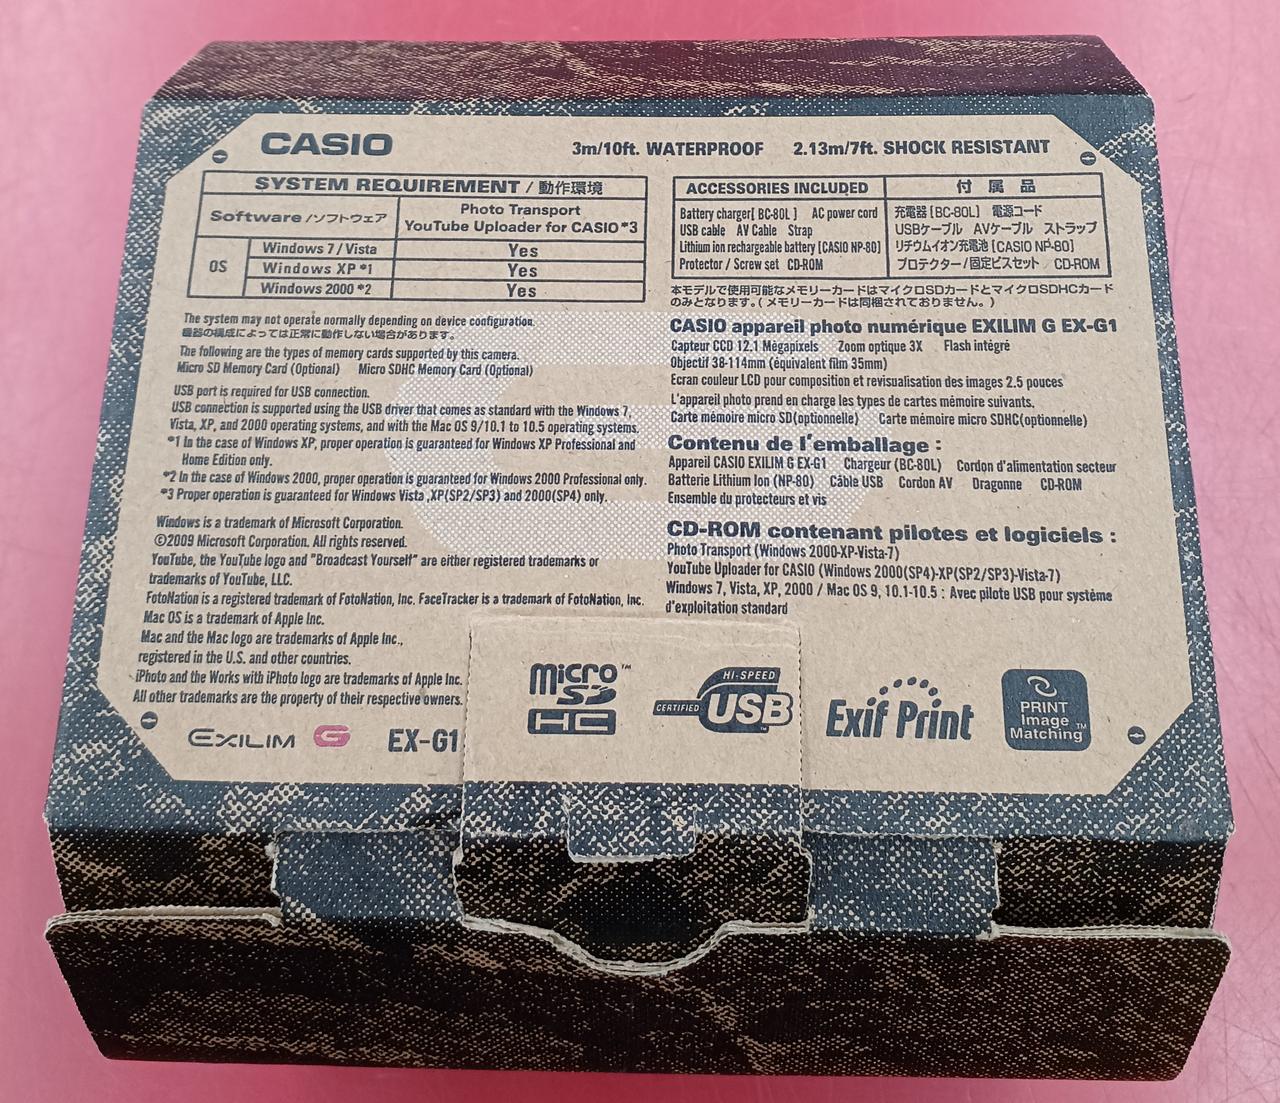 CASIO
3m/10ft. WATERPROOF 2.13m/7ft. SHOCK RESISTANT
SYSTEM REQUIREMENT / 動作環境
Software /ソフトウェア
Photo Transport
YouTube Uploader for CASIO *3
OS
Windows 7 / Vista Yes
Windows XP *1 Yes
Windows 2000 *2 Yes
The system may not operate normally depending on device configuration.
機器の構成によっては正常に動作しない場合があります。
The following are the types of memory cards supported by this camera.
Micro SD Memory Card (Optional) Micro SDHC Memory Card (Optional)
USB port is required for USB connection.
USB connection is supported using the USB driver that comes as standard with the Windows 7,
Vista, XP, and 2000 operating systems, and with the Mac OS 9/10.1 to 10.5 operating systems.
*1 In the case of Windows XP, proper operation is guaranteed for Windows XP Professional and
Home Edition only.
*2 In the case of Windows 2000, proper operation is guaranteed for Windows 2000 Professional only.
*3 Proper operation is guaranteed for Windows Vista ,XP(SP2/SP3) and 2000(SP4) only.
Windows is a trademark of Microsoft Corporation.
©2009 Microsoft Corporation. All rights reserved.
YouTube, the YouTube logo and "Broadcast Yourself" are either registered trademarks or
trademarks of YouTube, LLC.
FotoNation is a registered trademark of FotoNation, Inc. FaceTracker is a trademark of FotoNation, Inc.
Mac OS is a trademark of Apple Inc.
Mac and the Mac logo are trademarks of Apple Inc.,
registered in the U.S. and other countries.
iPhoto and the Works with iPhoto logo are trademarks of Apple Inc.
All other trademarks are the property of their respective owners.
EXILIM G EX-G1
ACCESSORIES INCLUDED
Battery charger[ BC-80L ] AC power cord
USB cable AV Cable Strap
Lithium ion rechargeable battery [CASIO NP-80]
Protector / Screw set CD-ROM
付属品
充電器 [BC-80L] 電源コード
USBケーブル AVケーブル ストラップ
リチウムイオン充電池 [CASIO NP-80]
プロテクター/固定ビスセット CD-ROM
本モデルで使用可能なメモリーカードはマイクロSDカードとマイクロSDHCカード
のみとなります。( メモリーカードは同梱されておりません。)
CASIO appareil photo numérique EXILIM G EX-G1
Capteur CCD 12.1 Mégapixels Zoom optique 3X Flash intégré
Objectif 38-114mm (équivalent film 35mm)
Ecran couleur LCD pour composition et revisualisation des images 2.5 pouces
L'appareil photo prend en charge les types de cartes mémoire suivants.
Carte mémoire micro SD(optionnelle) Carte mémoire micro SDHC(optionnelle)
Contenu de l'emballage :
Appareil CASIO EXILIM G EX-G1 Chargeur (BC-80L) Cordon d'alimentation secteur
Batterie Lithium Ion (NP-80) Câble USB Cordon AV Dragonne CD-ROM
Ensemble du protecteurs et vis
CD-ROM contenant pilotes et logiciels :
Photo Transport (Windows 2000-XP-Vista-7)
YouTube Uploader for CASIO (Windows 2000(SP4)-XP(SP2/SP3)-Vista-7)
Windows 7, Vista, XP, 2000 / Mac OS 9, 10.1-10.5 : Avec pilote USB pour système
d'exploitation standard
micro SD HC ™
HI-SPEED CERTIFIED USB
Exif Print
PRINT
Image
Matching ™